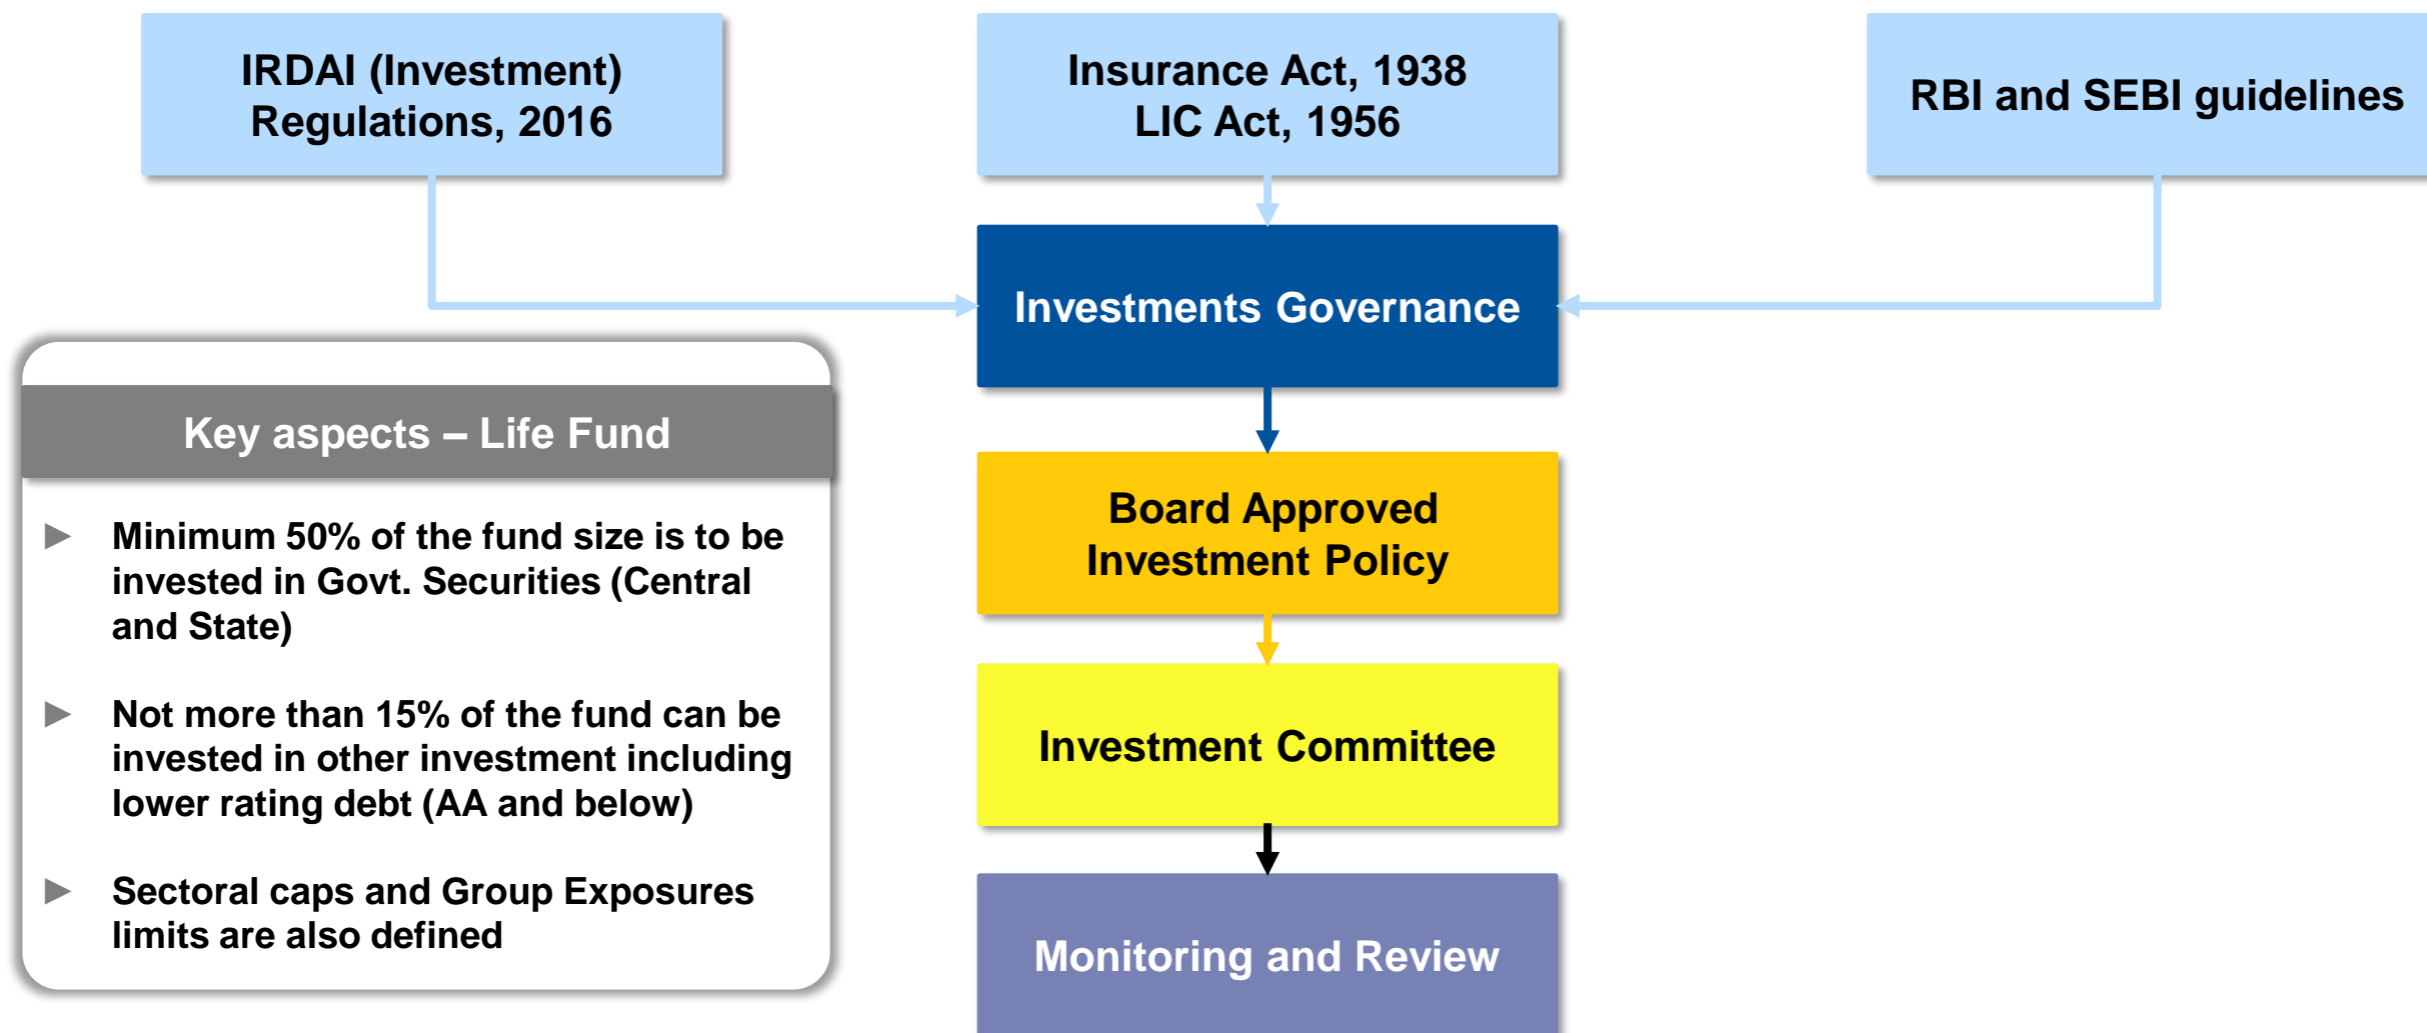 IRDAI (Investment)
Regulations, 2016
Insurance Act, 1938
LIC Act, 1956
RBI and SEBI guidelines
Investments Governance
Key aspects – Life Fund
► Minimum 50% of the fund size is to be
invested in Govt. Securities (Central
and State)
► Not more than 15% of the fund can be
invested in other investment including
lower rating debt (AA and below)
► Sectoral caps and Group Exposures
limits are also defined
Board Approved
Investment Policy
Investment Committee
Monitoring and Review